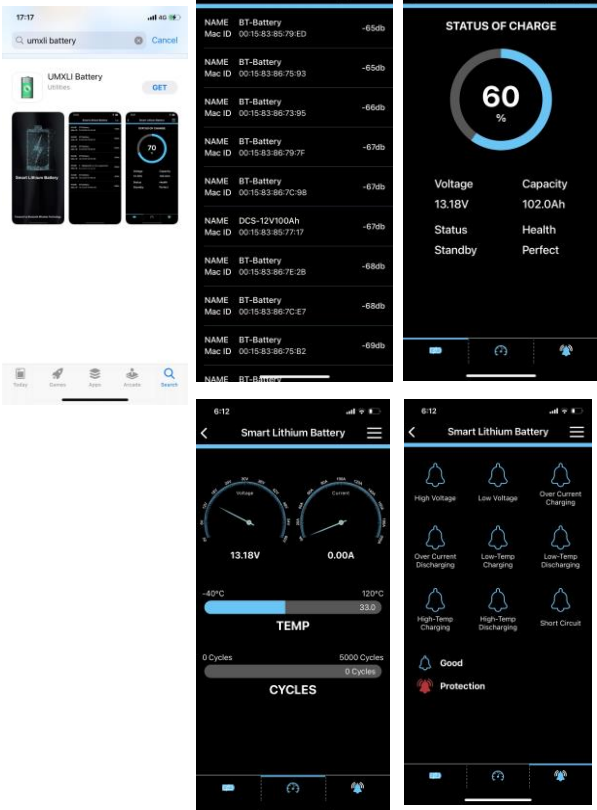 17:17
4G
umxli battery
Cancel
UMXLI Battery
Utilities
GET
Smart Lithium Battery
STATUS OF CHARGE
70
Today
Games
Apps
Arcade
Search
NAME BT-Battery
Mac ID 00:15:83:85:79:ED
-65db
NAME BT-Battery
Mac ID 00:15:83:86:75:93
-65db
NAME BT-Battery
Mac ID 00:15:83:86:73:95
-66db
NAME BT-Battery
Mac ID 00:15:83:86:79:7F
-67db
NAME BT-Battery
Mac ID 00:15:83:86:7C:98
-67db
NAME DCS-12V100Ah
Mac ID 00:15:83:85:77:17
-67db
NAME BT-Battery
Mac ID 00:15:83:86:7E:2B
-68db
NAME BT-Battery
Mac ID 00:15:83:86:7C:E7
-68db
NAME BT-Battery
Mac ID 00:15:83:86:75:B2
-69db
NAME BT-Battery
STATUS OF CHARGE
60
%
Voltage Capacity
13.18V 102.0Ah
Status Health
Standby Perfect
6:12
Smart Lithium Battery
Voltage Current
13.18V 0.00A
-40°C 120°C
33.0
TEMP
0 Cycles 5000 Cycles
0 Cycles
CYCLES
6:12
Smart Lithium Battery
High Voltage
Low Voltage
Over Current
Charging
Over Current
Discharging
Low-Temp
Charging
Low-Temp
Discharging
High-Temp
Charging
High-Temp
Discharging
Short Circuit
Good
Protection